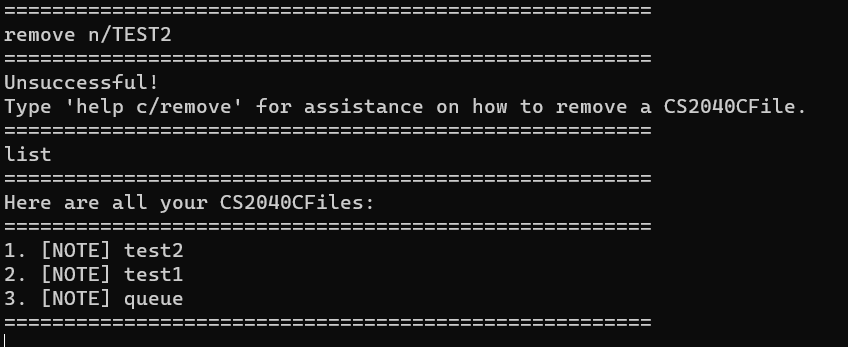 ======================================================
remove n/TEST2
======================================================
Unsuccessful!
Type 'help c/remove' for assistance on how to remove a CS2040CFile.
======================================================
list
======================================================
Here are all your CS2040CFiles:
======================================================
1. [NOTE] test2
2. [NOTE] test1
3. [NOTE] queue
======================================================